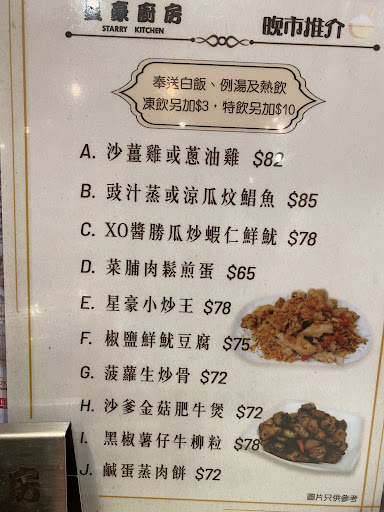 豪廚房
STARRY KITCHEN
晚市推介
奉送白飯、例湯及熱飲
凍飲另加$3，特飲另加$10
A. 沙薑雞或蔥油雞 $82
B. 豉汁蒸或涼瓜炆鯧魚 $85
C. XO醬勝瓜炒蝦仁鮮魷 $78
D. 菜脯肉鬆煎蛋 $65
E. 星豪小炒王 $78
F. 椒鹽鮮魷豆腐 $75
G. 菠蘿生炒骨 $72
H. 沙爹金菇肥牛煲 $72
I. 黑椒薯仔牛柳粒 $78
J. 鹹蛋蒸肉餅 $72
圖片只供參考